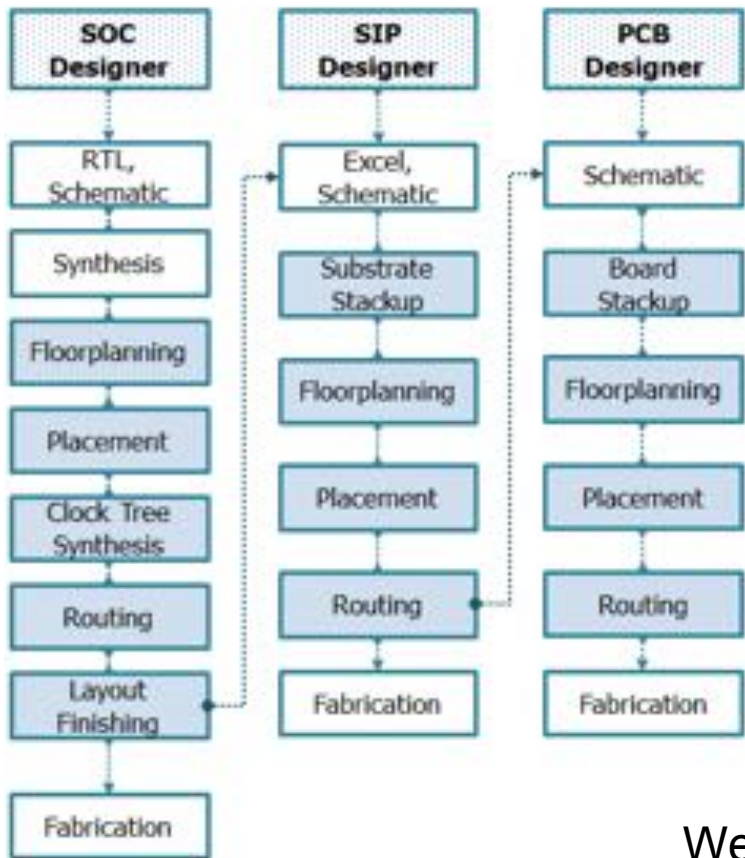 SOC
Designer
RTL,
Schematic
Synthesis
Floorplanning
Placement
Clock Tree
Synthesis
Routing
Layout
Finishing
Fabrication
SIP
Designer
Excel,
Schematic
Substrate
Stackup
Floorplanning
Placement
Routing
Fabrication
PCB
Designer
Schematic
Board
Stackup
Floorplanning
Placement
Routing
Fabrication
We